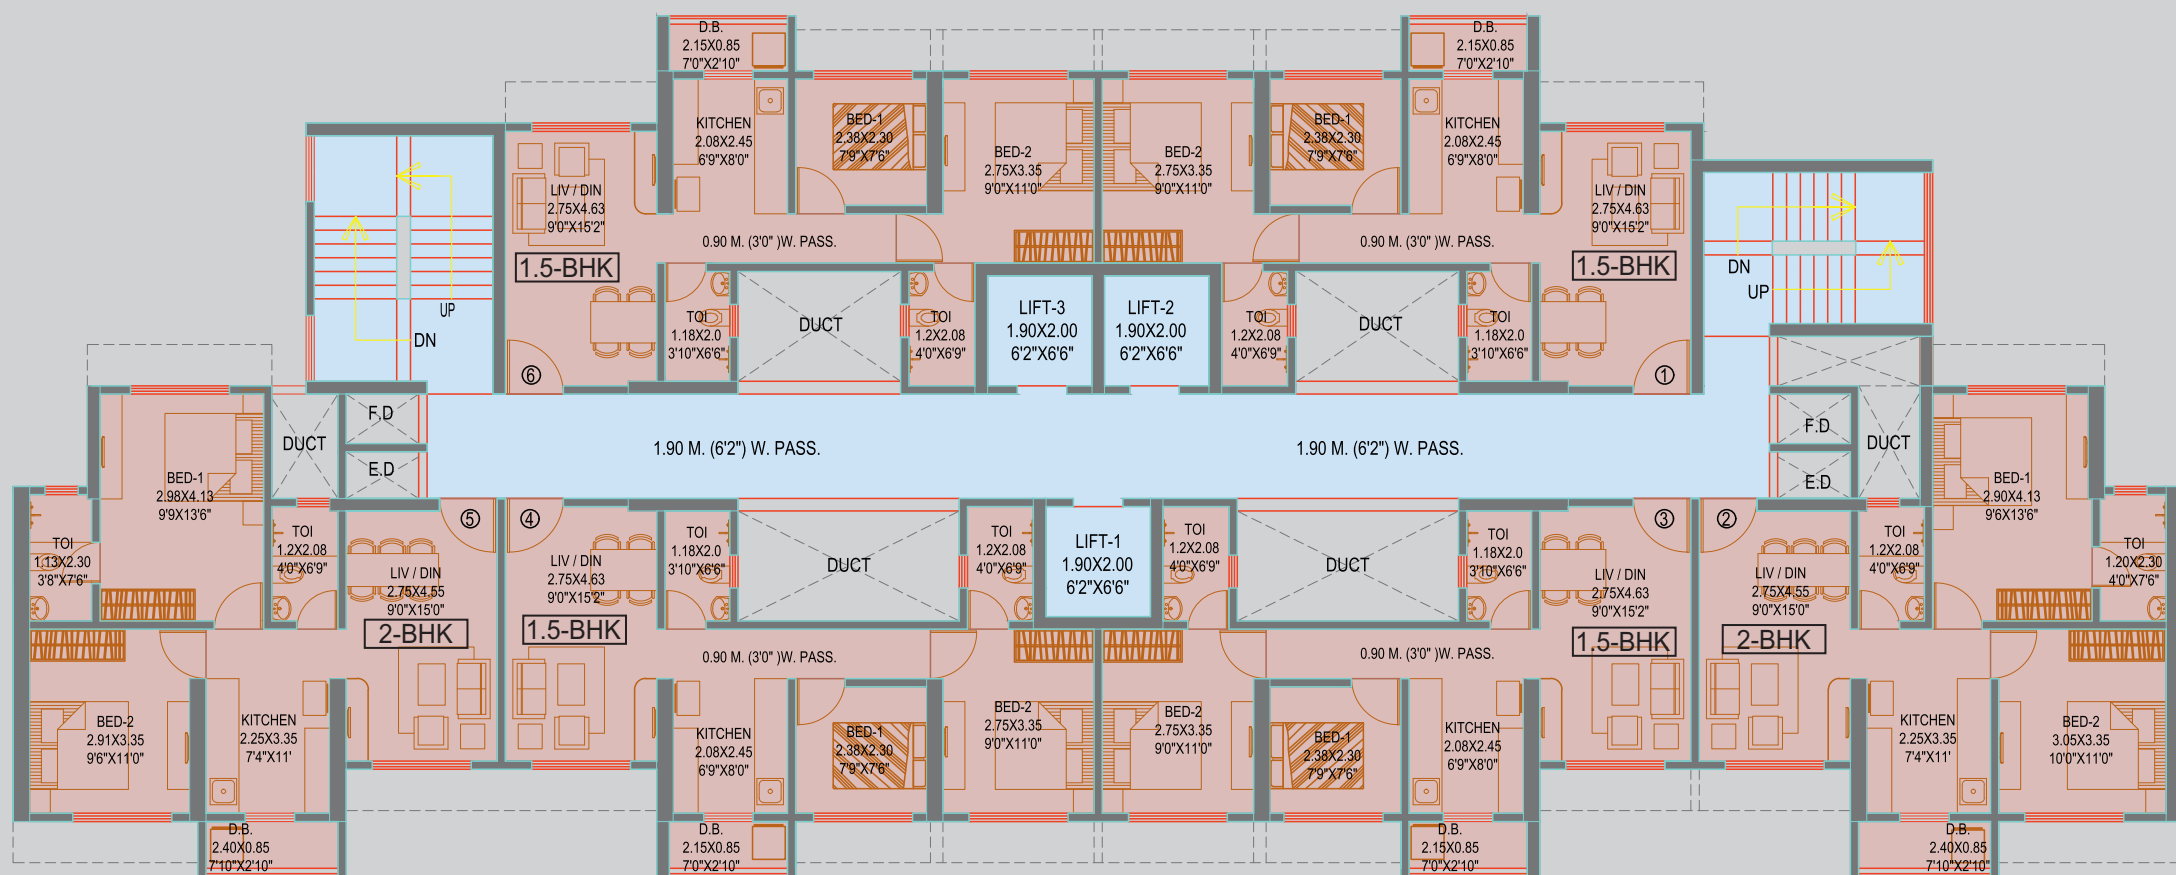 D.B.
2.15X0.85
7'0"X2'10"
D.B.
2.15X0.85
7'0"X2'10"
KITCHEN
2.08X2.45
6'9"X8'0"
BED-1
2.38X2.30
7'9"X7'6"
BED-2
2.75X3.35
9'0"X11'0"
BED-2
2.75X3.35
9'0"X11'0"
BED-1
2.38X2.30
7'9"X7'6"
KITCHEN
2.08X2.45
6'9"X8'0"
LIV / DIN
2.75X4.63
9'0"X15'2"
LIV / DIN
2.75X4.63
9'0"X15'2"
0.90 M. (3'0" )W. PASS.
0.90 M. (3'0" )W. PASS.
1.5-BHK
1.5-BHK
UP
DN
DN
UP
TOI
1.18X2.0
3'10"X6'6"
DUCT
TOI
1.2X2.08
4'0"X6'9"
LIFT-3
1.90X2.00
6'2"X6'6"
LIFT-2
1.90X2.00
6'2"X6'6"
TOI
1.2X2.08
4'0"X6'9"
DUCT
TOI
1.18X2.0
3'10"X6'6"
6
1
F.D
DUCT
E.D
1.90 M. (6'2") W. PASS.
1.90 M. (6'2") W. PASS.
F.D
DUCT
E.D
BED-1
2.98X4.13
9'9X13'6"
BED-1
2.90X4.13
9'6X13'6"
5
4
3
2
TOI
1.13X2.30
3'8"X7'6"
TOI
1.2X2.08
4'0"X6'9"
LIV / DIN
2.75X4.55
9'0"X15'0"
LIV / DIN
2.75X4.63
9'0"X15'2"
TOI
1.18X2.0
3'10"X6'6"
DUCT
TOI
1.2X2.08
4'0"X6'9"
LIFT-1
1.90X2.00
6'2"X6'6"
TOI
1.2X2.08
4'0"X6'9"
DUCT
TOI
1.18X2.0
3'10"X6'6"
LIV / DIN
2.75X4.63
9'0"X15'2"
LIV / DIN
2.75X4.55
9'0"X15'0"
TOI
1.2X2.08
4'0"X6'9"
TOI
1.20X2.30
4'0"X7'6"
2-BHK
1.5-BHK
1.5-BHK
2-BHK
0.90 M. (3'0" )W. PASS.
0.90 M. (3'0" )W. PASS.
BED-2
2.91X3.35
9'6"X11'0"
KITCHEN
2.25X3.35
7'4"X11'
KITCHEN
2.08X2.45
6'9"X8'0"
BED-1
2.38X2.30
7'9"X7'6"
BED-2
2.75X3.35
9'0"X11'0"
BED-2
2.75X3.35
9'0"X11'0"
BED-1
2.38X2.30
7'9"X7'6"
KITCHEN
2.08X2.45
6'9"X8'0"
KITCHEN
2.25X3.35
7'4"X11'
BED-2
3.05X3.35
10'0"X11'0"
D.B.
2.40X0.85
7'10"X2'10"
D.B.
2.15X0.85
7'0"X2'10"
D.B.
2.15X0.85
7'0"X2'10"
D.B.
2.40X0.85
7'10"X2'10"